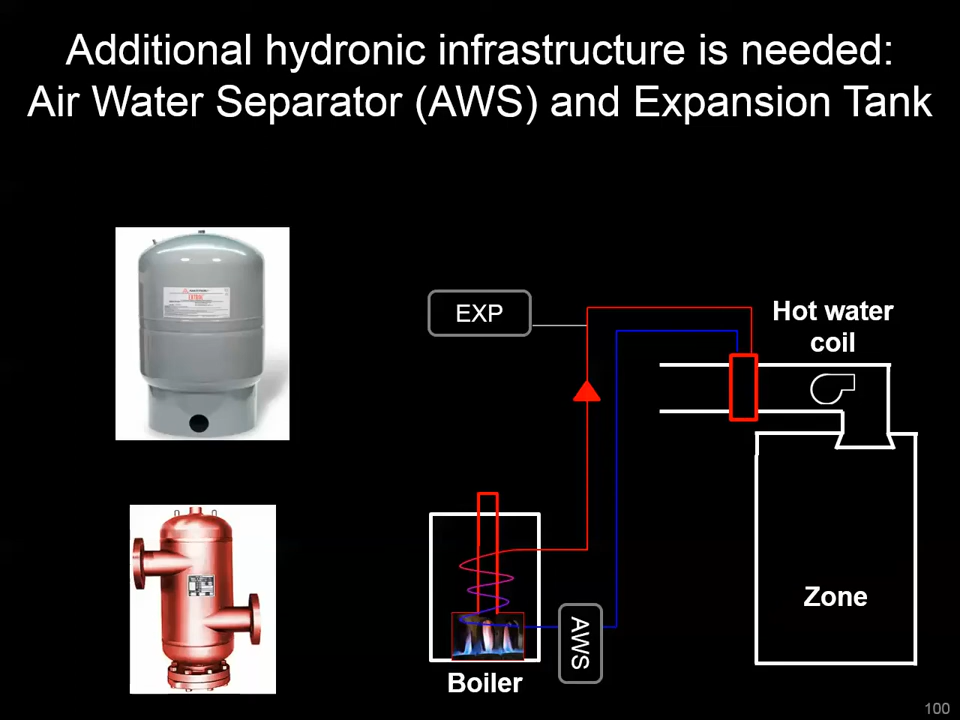 Additional hydronic infrastructure is needed:
Air Water Separator (AWS) and Expansion Tank
EXP
Hot water
coil
Zone
AWS
Boiler
100